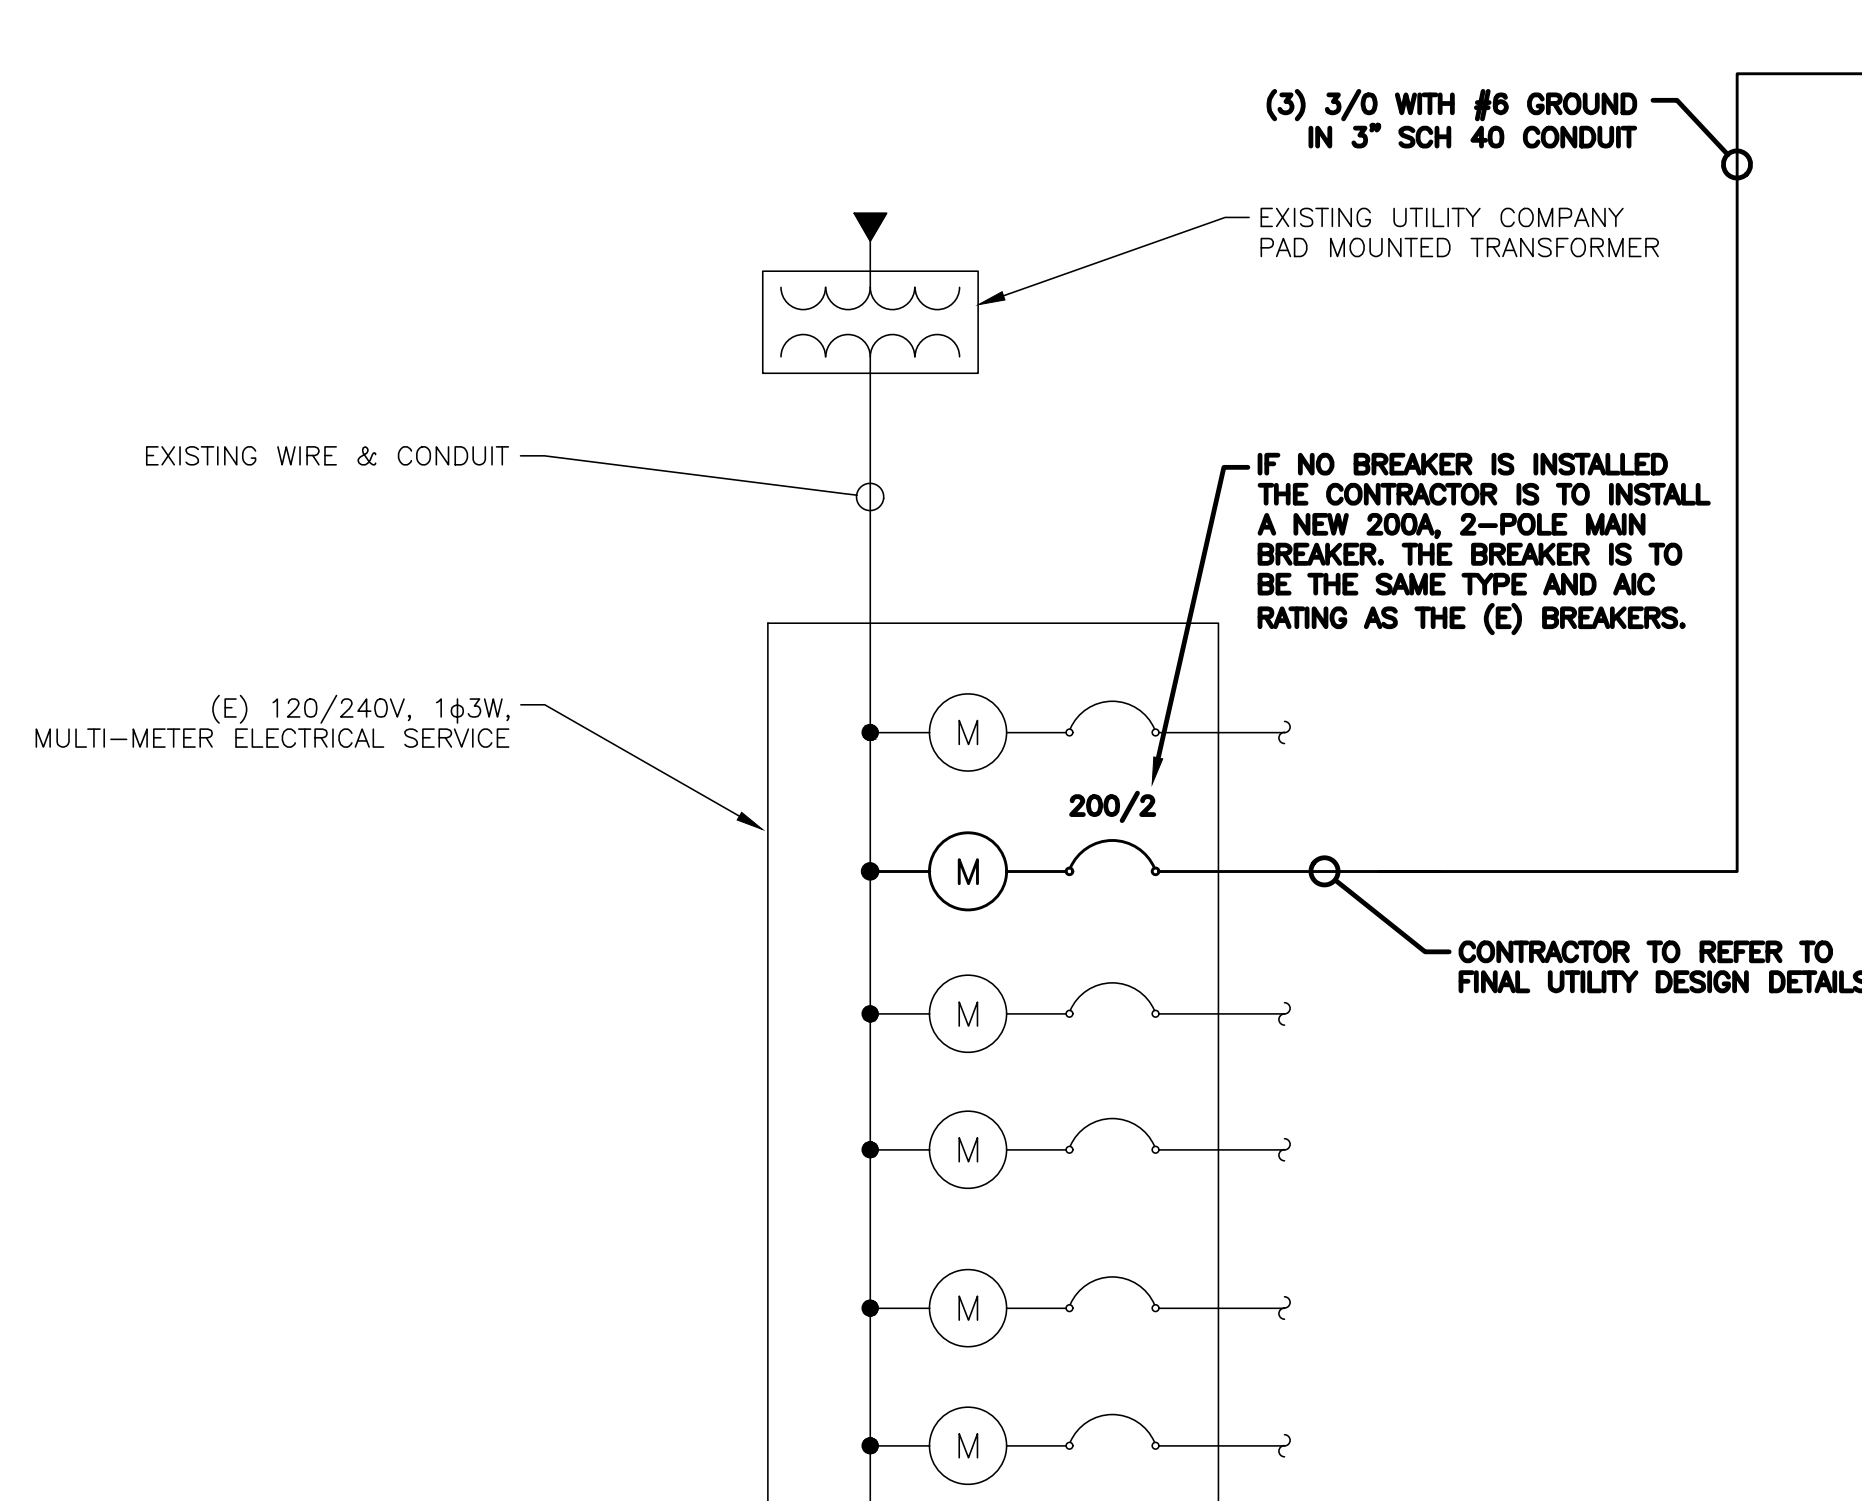 (3) 3/0 WITH #6 GROUND
IN 3" SCH 40 CONDUIT
EXISTING UTILITY COMPANY
PAD MOUNTED TRANSFORMER
EXISTING WIRE & CONDUIT
IF NO BREAKER IS INSTALLED
THE CONTRACTOR IS TO INSTALL
A NEW 200A, 2-POLE MAIN
BREAKER. THE BREAKER IS TO
BE THE SAME TYPE AND AIC
RATING AS THE (E) BREAKERS.
(E) 120/240V, 1ϕ3W,
MULTI-METER ELECTRICAL SERVICE
M
200/2
M
CONTRACTOR TO REFER TO
FINAL UTILITY DESIGN DETAILS
M
M
M
M